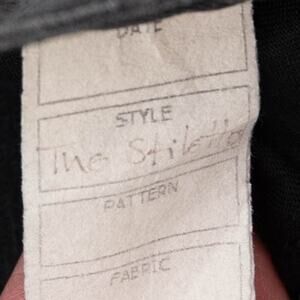 DATE
STYLE
The Stiletto
PATTERN
FABRIC